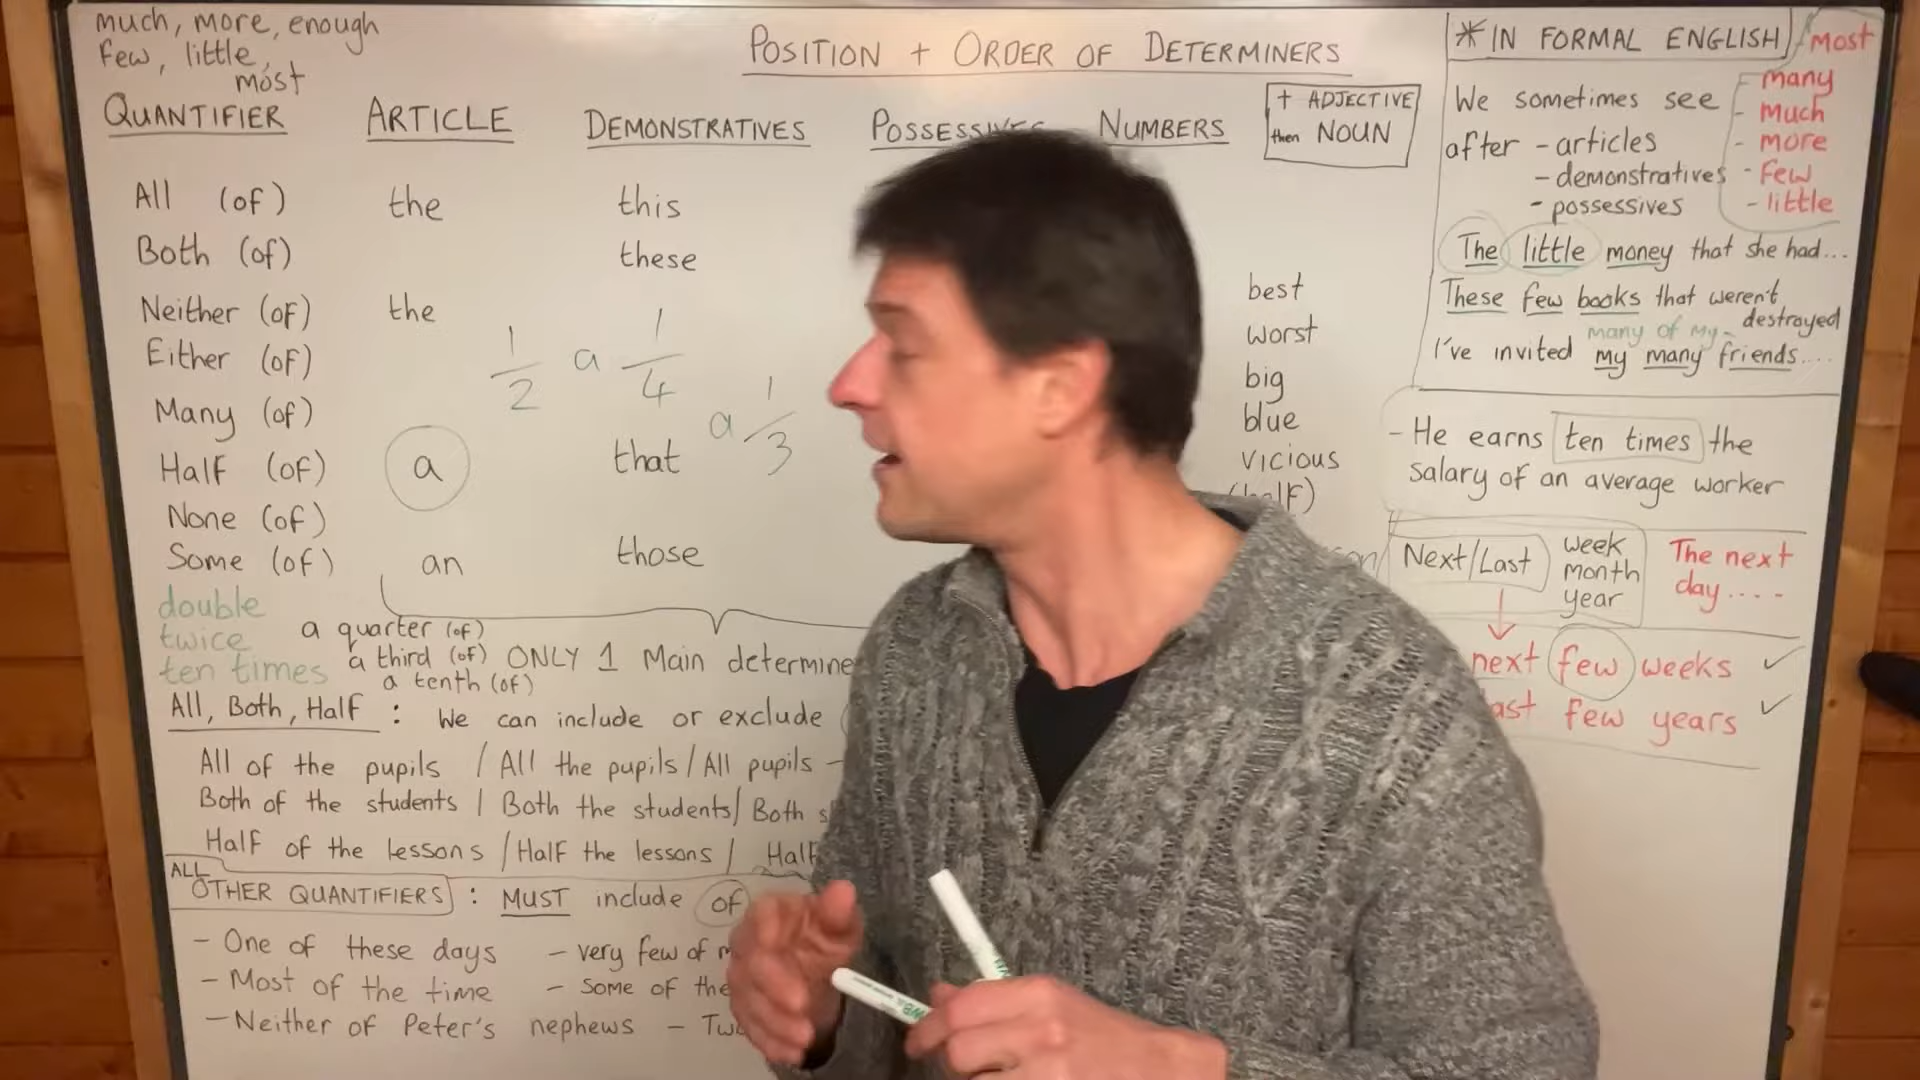 much, more, enough
few, little,
most
POSITION + ORDER OF DETERMINERS
QUANTIFIER ARTICLE DEMONSTRATIVES POSSESSIVES NUMBERS
+ ADJECTIVE
then NOUN
All (of) the this
Both (of) these
Neither (of) the
Either (of)
Many (of)
Half (of) a that
None (of)
Some (of) an those
1/2 a 1/4 a 1/3
double
twice
ten times
a quarter (of)
a third (of)
a tenth (of)
ONLY 1 Main
best
worst
big
blue
vicious
All, Both, Half : We can include or exclude
All of the pupils / All the pupils / All pupils -
Both of the students / Both the students / Both
Half of the lessons / Half the lessons / Half
ALL
OTHER QUANTIFIERS : MUST include of
- One of these days - very few of
- Most of the time - Some of the
- Neither of Peter's nephews -
*IN FORMAL ENGLISH
We sometimes see
after - articles
- demonstratives
- possessives
most
- many
- much
- more
- few
- little
The little money that she had...
These few books that weren't
destroyed
many of my
I've invited my many friends....
- He earns ten times the
salary of an average worker
Next/Last
week
month
year
The next
day....
next few weeks ✓
few years ✓